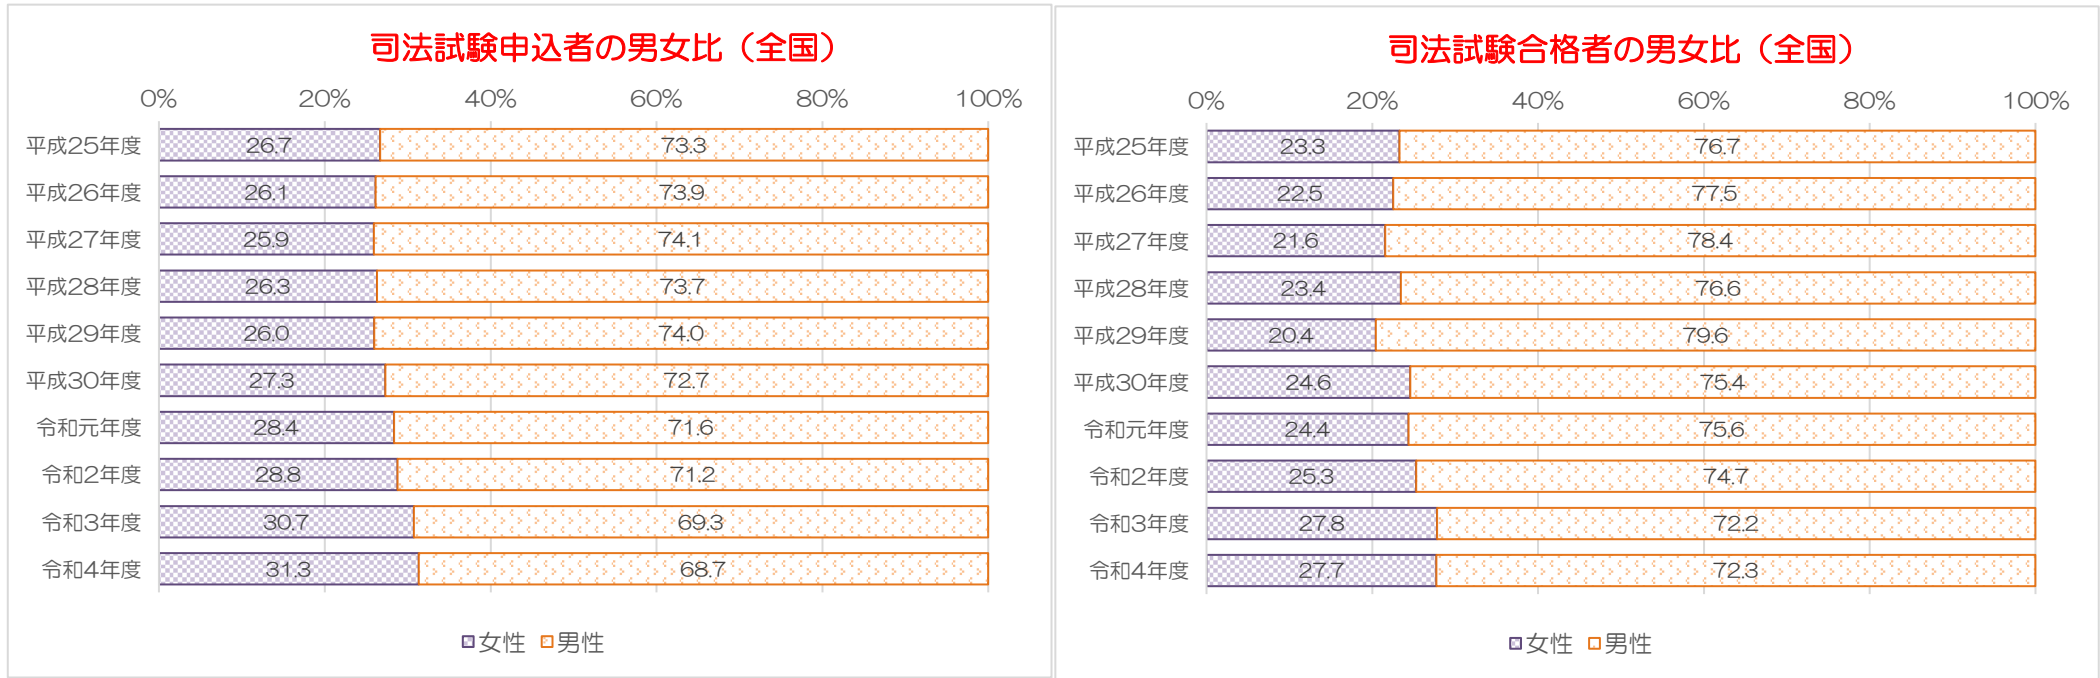 司法試験申込者の男女比（全国）
0% 20% 40% 60% 80% 100%
平成25年度 26.7 73.3
平成26年度 26.1 73.9
平成27年度 25.9 74.1
平成28年度 26.3 73.7
平成29年度 26.0 74.0
平成30年度 27.3 72.7
令和元年度 28.4 71.6
令和2年度 28.8 71.2
令和3年度 30.7 69.3
令和4年度 31.3 68.7
女性 男性
司法試験合格者の男女比（全国）
0% 20% 40% 60% 80% 100%
平成25年度 23.3 76.7
平成26年度 22.5 77.5
平成27年度 21.6 78.4
平成28年度 23.4 76.6
平成29年度 20.4 79.6
平成30年度 24.6 75.4
令和元年度 24.4 75.6
令和2年度 25.3 74.7
令和3年度 27.8 72.2
令和4年度 27.7 72.3
女性 男性